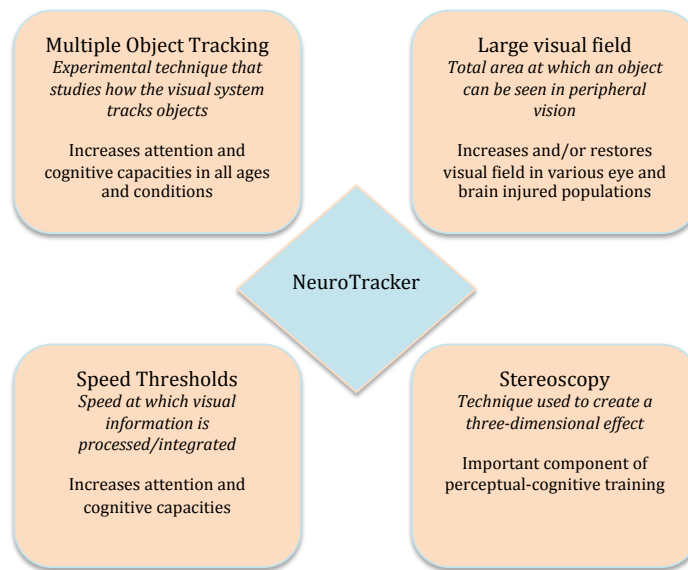 Multiple Object Tracking
Experimental technique that
studies how the visual system
tracks objects
Increases attention and
cognitive capacities in all ages
and conditions
Large visual field
Total area at which an object
can be seen in peripheral
vision
Increases and/or restores
visual field in various eye and
brain injured populations
NeuroTracker
Speed Thresholds
Speed at which visual
information is
processed/integrated
Increases attention and
cognitive capacities
Stereoscopy
Technique used to create a
three-dimensional effect
Important component of
perceptual-cognitive training